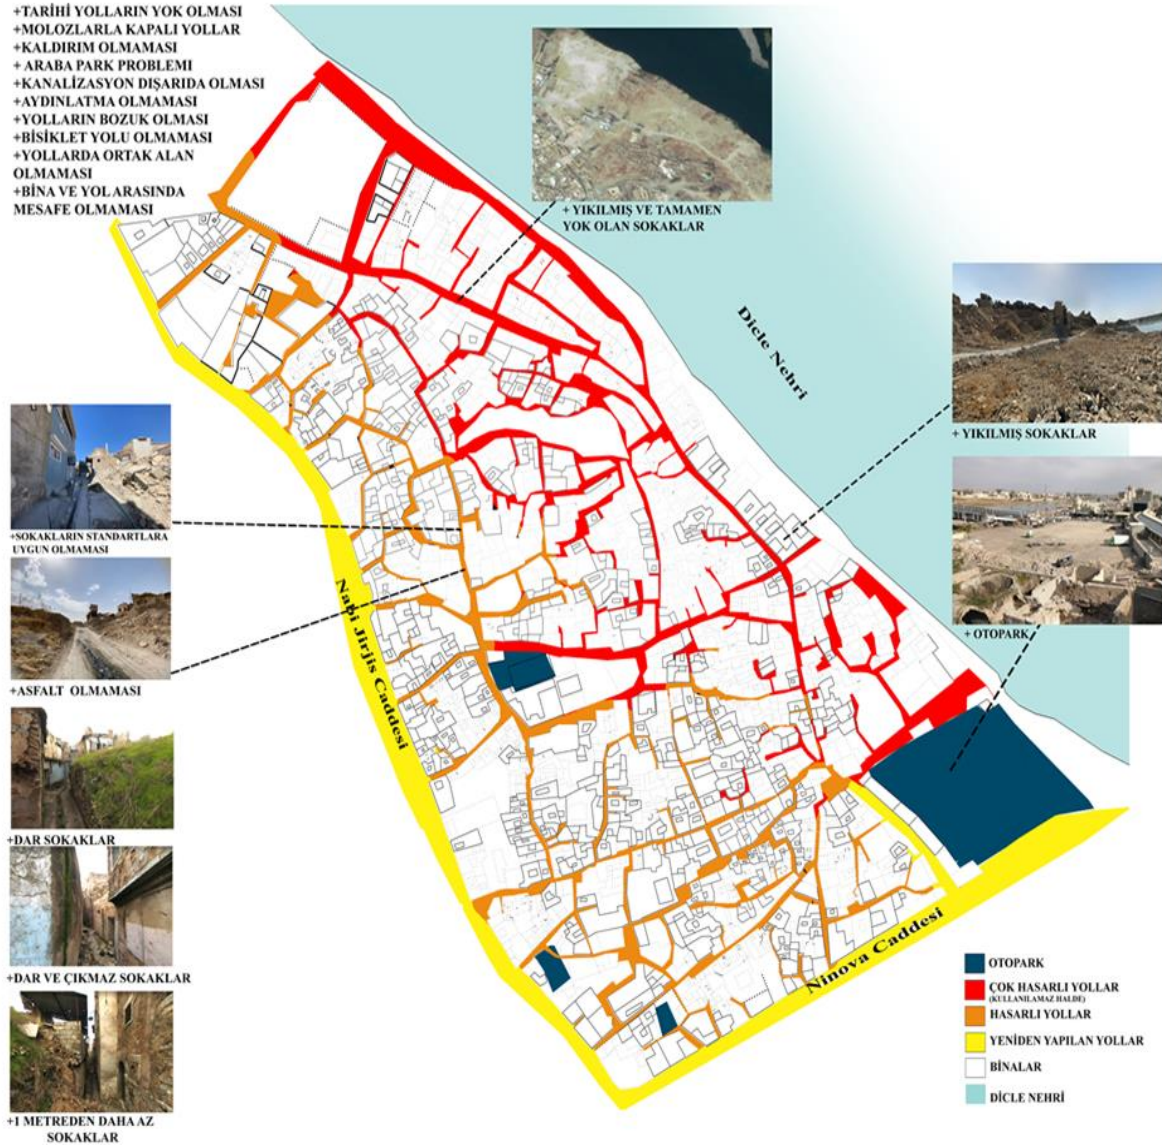 +TARİHİ YOLLARIN YOK OLMASI
+MOLOZLARLA KAPALI YOLLAR
+KALDIRIM OLMAMASI
+ ARABA PARK PROBLEMI
+KANALİZASYON DIŞARIDA OLMASI
+AYDINLATMA OLMAMASI
+YOLLARIN BOZUK OLMASI
+BİSİKLET YOLU OLMAMASI
+YOLLARDA ORTAK ALAN
OLMAMASI
+BİNA VE YOL ARASINDA
MESAFE OLMAMASI
+ YIKILMIŞ VE TAMAMEN
YOK OLAN SOKAKLAR
Dicle Nehri
+ YIKILMIŞ SOKAKLAR
+ OTOPARK
+SOKAKLARIN STANDARTLARA
UYGUN OLMAMASI
+ASFALT OLMAMASI
+DAR SOKAKLAR
+DAR VE ÇIKMAZ SOKAKLAR
+1 METREDEN DAHA AZ
SOKAKLAR
Nabi Jirjis Caddesi
Ninova Caddesi
OTOPARK
ÇOK HASARLI YOLLAR
(KULLANILAMAZ HALDE)
HASARLI YOLLAR
YENİDEN YAPILAN YOLLAR
BİNALAR
DİCLE NEHRİ